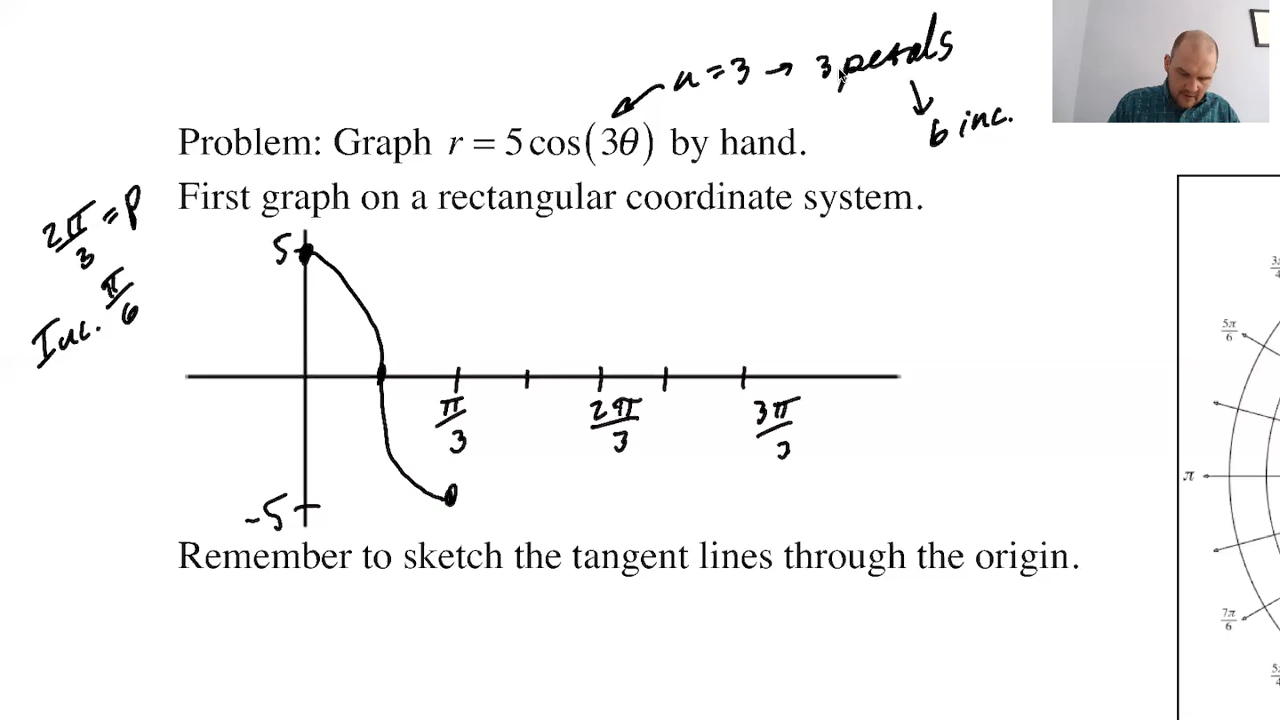 n=3 → 3 petals
6 inc.
Problem: Graph r = 5 cos(3θ) by hand.
First graph on a rectangular coordinate system.
2π/3 = P
Inc. π/6
5
π/3 2π/3 3π/3
-5
Remember to sketch the tangent lines through the origin.
5π/6
π
7π/6